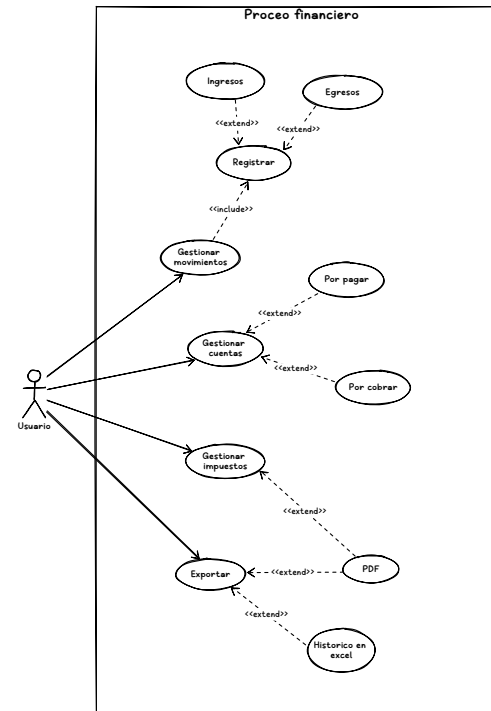 Proceo financiero
Ingresos
Egresos
<<extend>>
<<extend>>
Registrar
<<include>>
Gestionar
movimientos
Por pagar
<<extend>>
Gestionar
cuentas
<<extend>>
Por cobrar
Usuario
Gestionar
impuestos
<<extend>>
Exportar
<<extend>>
PDF
<<extend>>
Historico en
excel